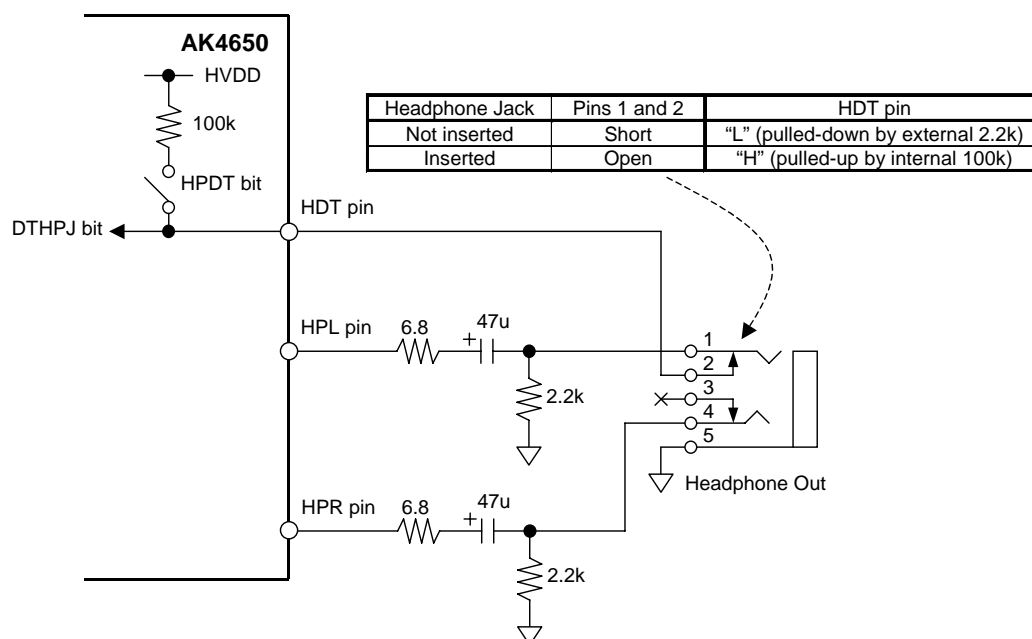 AK4650
HVDD
100k
HPDT bit
DTHPJ bit
HDT pin
Headphone Jack Pins 1 and 2 HDT pin
Not inserted Short “L” (pulled-down by external 2.2k)
Inserted Open “H” (pulled-up by internal 100k)
HPL pin
6.8
+
47u
2.2k
1
2
3
4
5
Headphone Out
HPR pin
6.8
+
47u
2.2k